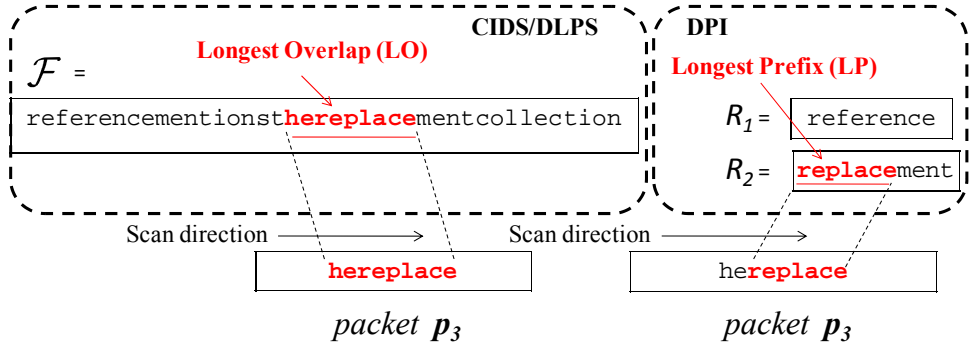 CIDS/DLPS
DPI
Longest Overlap (LO)
Longest Prefix (LP)
F =
referencementionsthereplacementcollection
R1 = reference
R2 = replacement
Scan direction
Scan direction
hereplace
hereplace
packet p3
packet p3